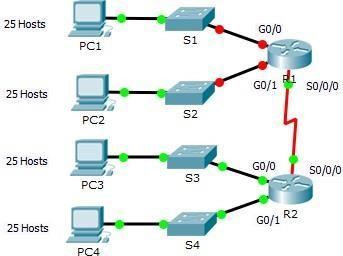 25 Hosts
PC1
S1
G0/0
R1
G0/1
S0/0/0
25 Hosts
PC2
S2
25 Hosts
PC3
S3
G0/0
S0/0/0
R2
G0/1
25 Hosts
PC4
S4